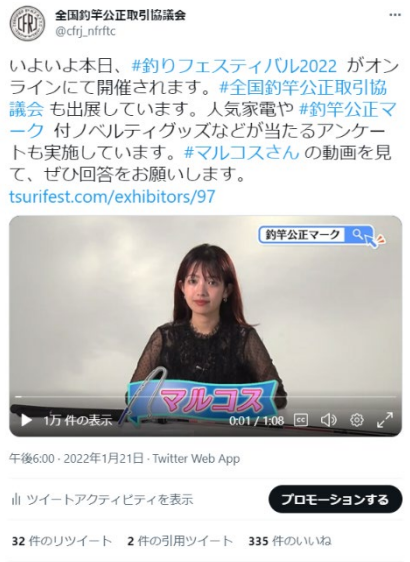 全国釣竿公正取引協議会
@cfrj_nfrftc
いよいよ本日、#釣りフェスティバル2022 がオン
ラインにて開催されます。#全国釣竿公正取引協
議会 も出展しています。人気家電や #釣竿公正マ
ーク 付ノベルティグッズなどが当たるアンケー
トも実施しています。#マルコスさん の動画を見
て、ぜひ回答をお願いします。
tsurifest.com/exhibitors/97
釣竿公正マーク
マルコス
1万 件の表示
0:01 / 1:08
午後6:00 · 2022年1月21日 · Twitter Web App
ツイートアクティビティを表示
プロモーションする
32 件のリツイート 2 件の引用ツイート 335 件のいいね